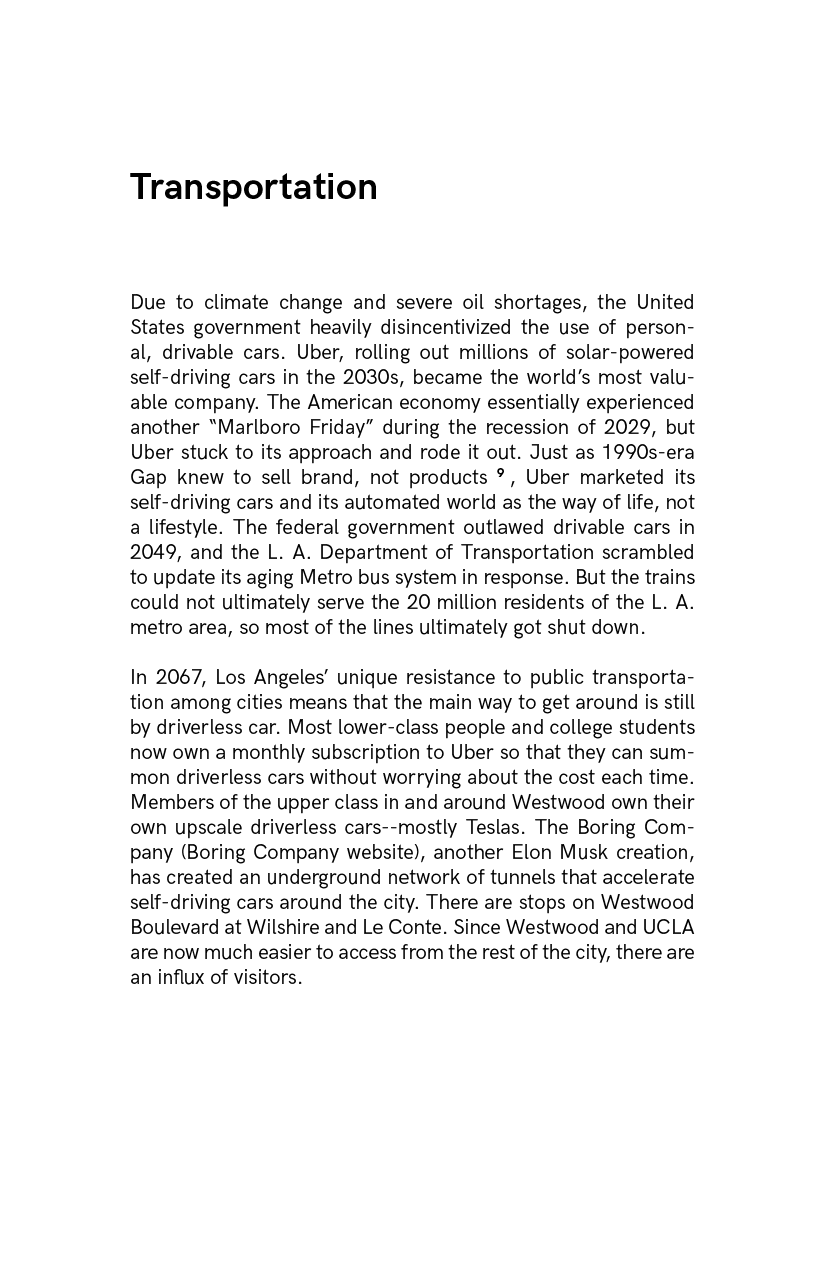 Transportation
Due to climate change and severe oil shortages, the United
States government heavily disincentivized the use of person-
al, drivable cars. Uber, rolling out millions of solar-powered
self-driving cars in the 2030s, became the world’s most valu-
able company. The American economy essentially experienced
another “Marlboro Friday” during the recession of 2029, but
Uber stuck to its approach and rode it out. Just as 1990s-era
Gap knew to sell brand, not products ⁹ , Uber marketed its
self-driving cars and its automated world as the way of life, not
a lifestyle. The federal government outlawed drivable cars in
2049, and the L. A. Department of Transportation scrambled
to update its aging Metro bus system in response. But the trains
could not ultimately serve the 20 million residents of the L. A.
metro area, so most of the lines ultimately got shut down.
In 2067, Los Angeles’ unique resistance to public transporta-
tion among cities means that the main way to get around is still
by driverless car. Most lower-class people and college students
now own a monthly subscription to Uber so that they can sum-
mon driverless cars without worrying about the cost each time.
Members of the upper class in and around Westwood own their
own upscale driverless cars--mostly Teslas. The Boring Com-
pany (Boring Company website), another Elon Musk creation,
has created an underground network of tunnels that accelerate
self-driving cars around the city. There are stops on Westwood
Boulevard at Wilshire and Le Conte. Since Westwood and UCLA
are now much easier to access from the rest of the city, there are
an influx of visitors.